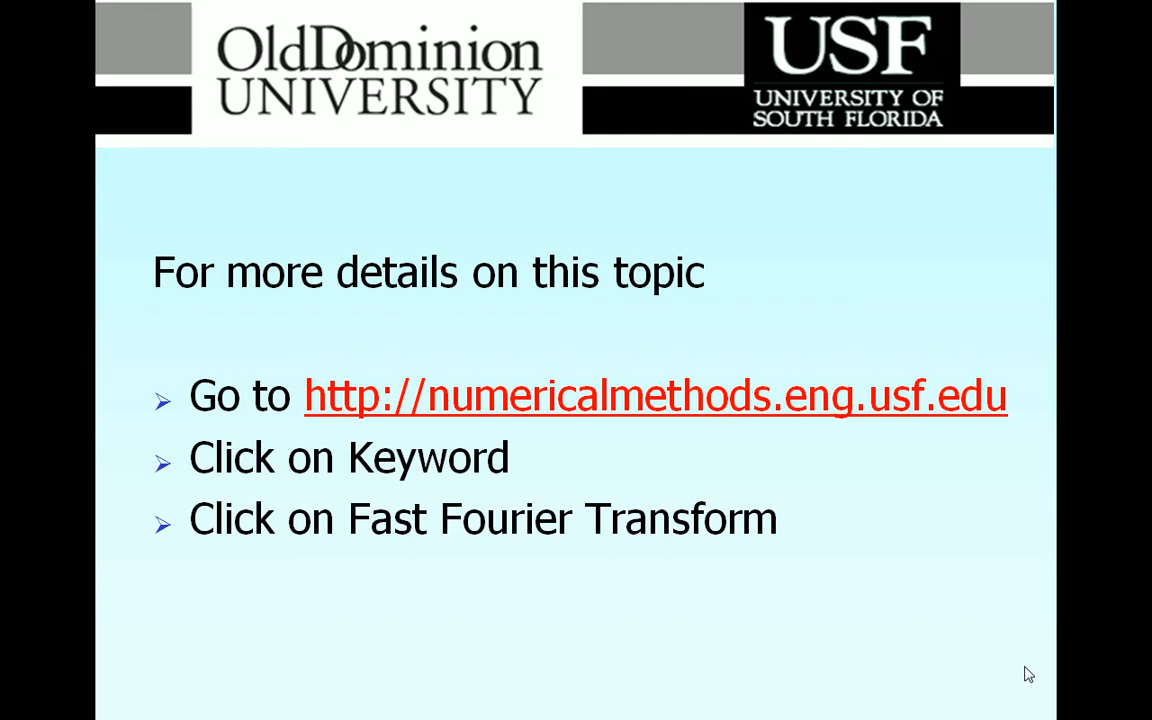 OldDominion
UNIVERSITY
USF
UNIVERSITY OF
SOUTH FLORIDA
For more details on this topic
Go to http://numericalmethods.eng.usf.edu
Click on Keyword
Click on Fast Fourier Transform